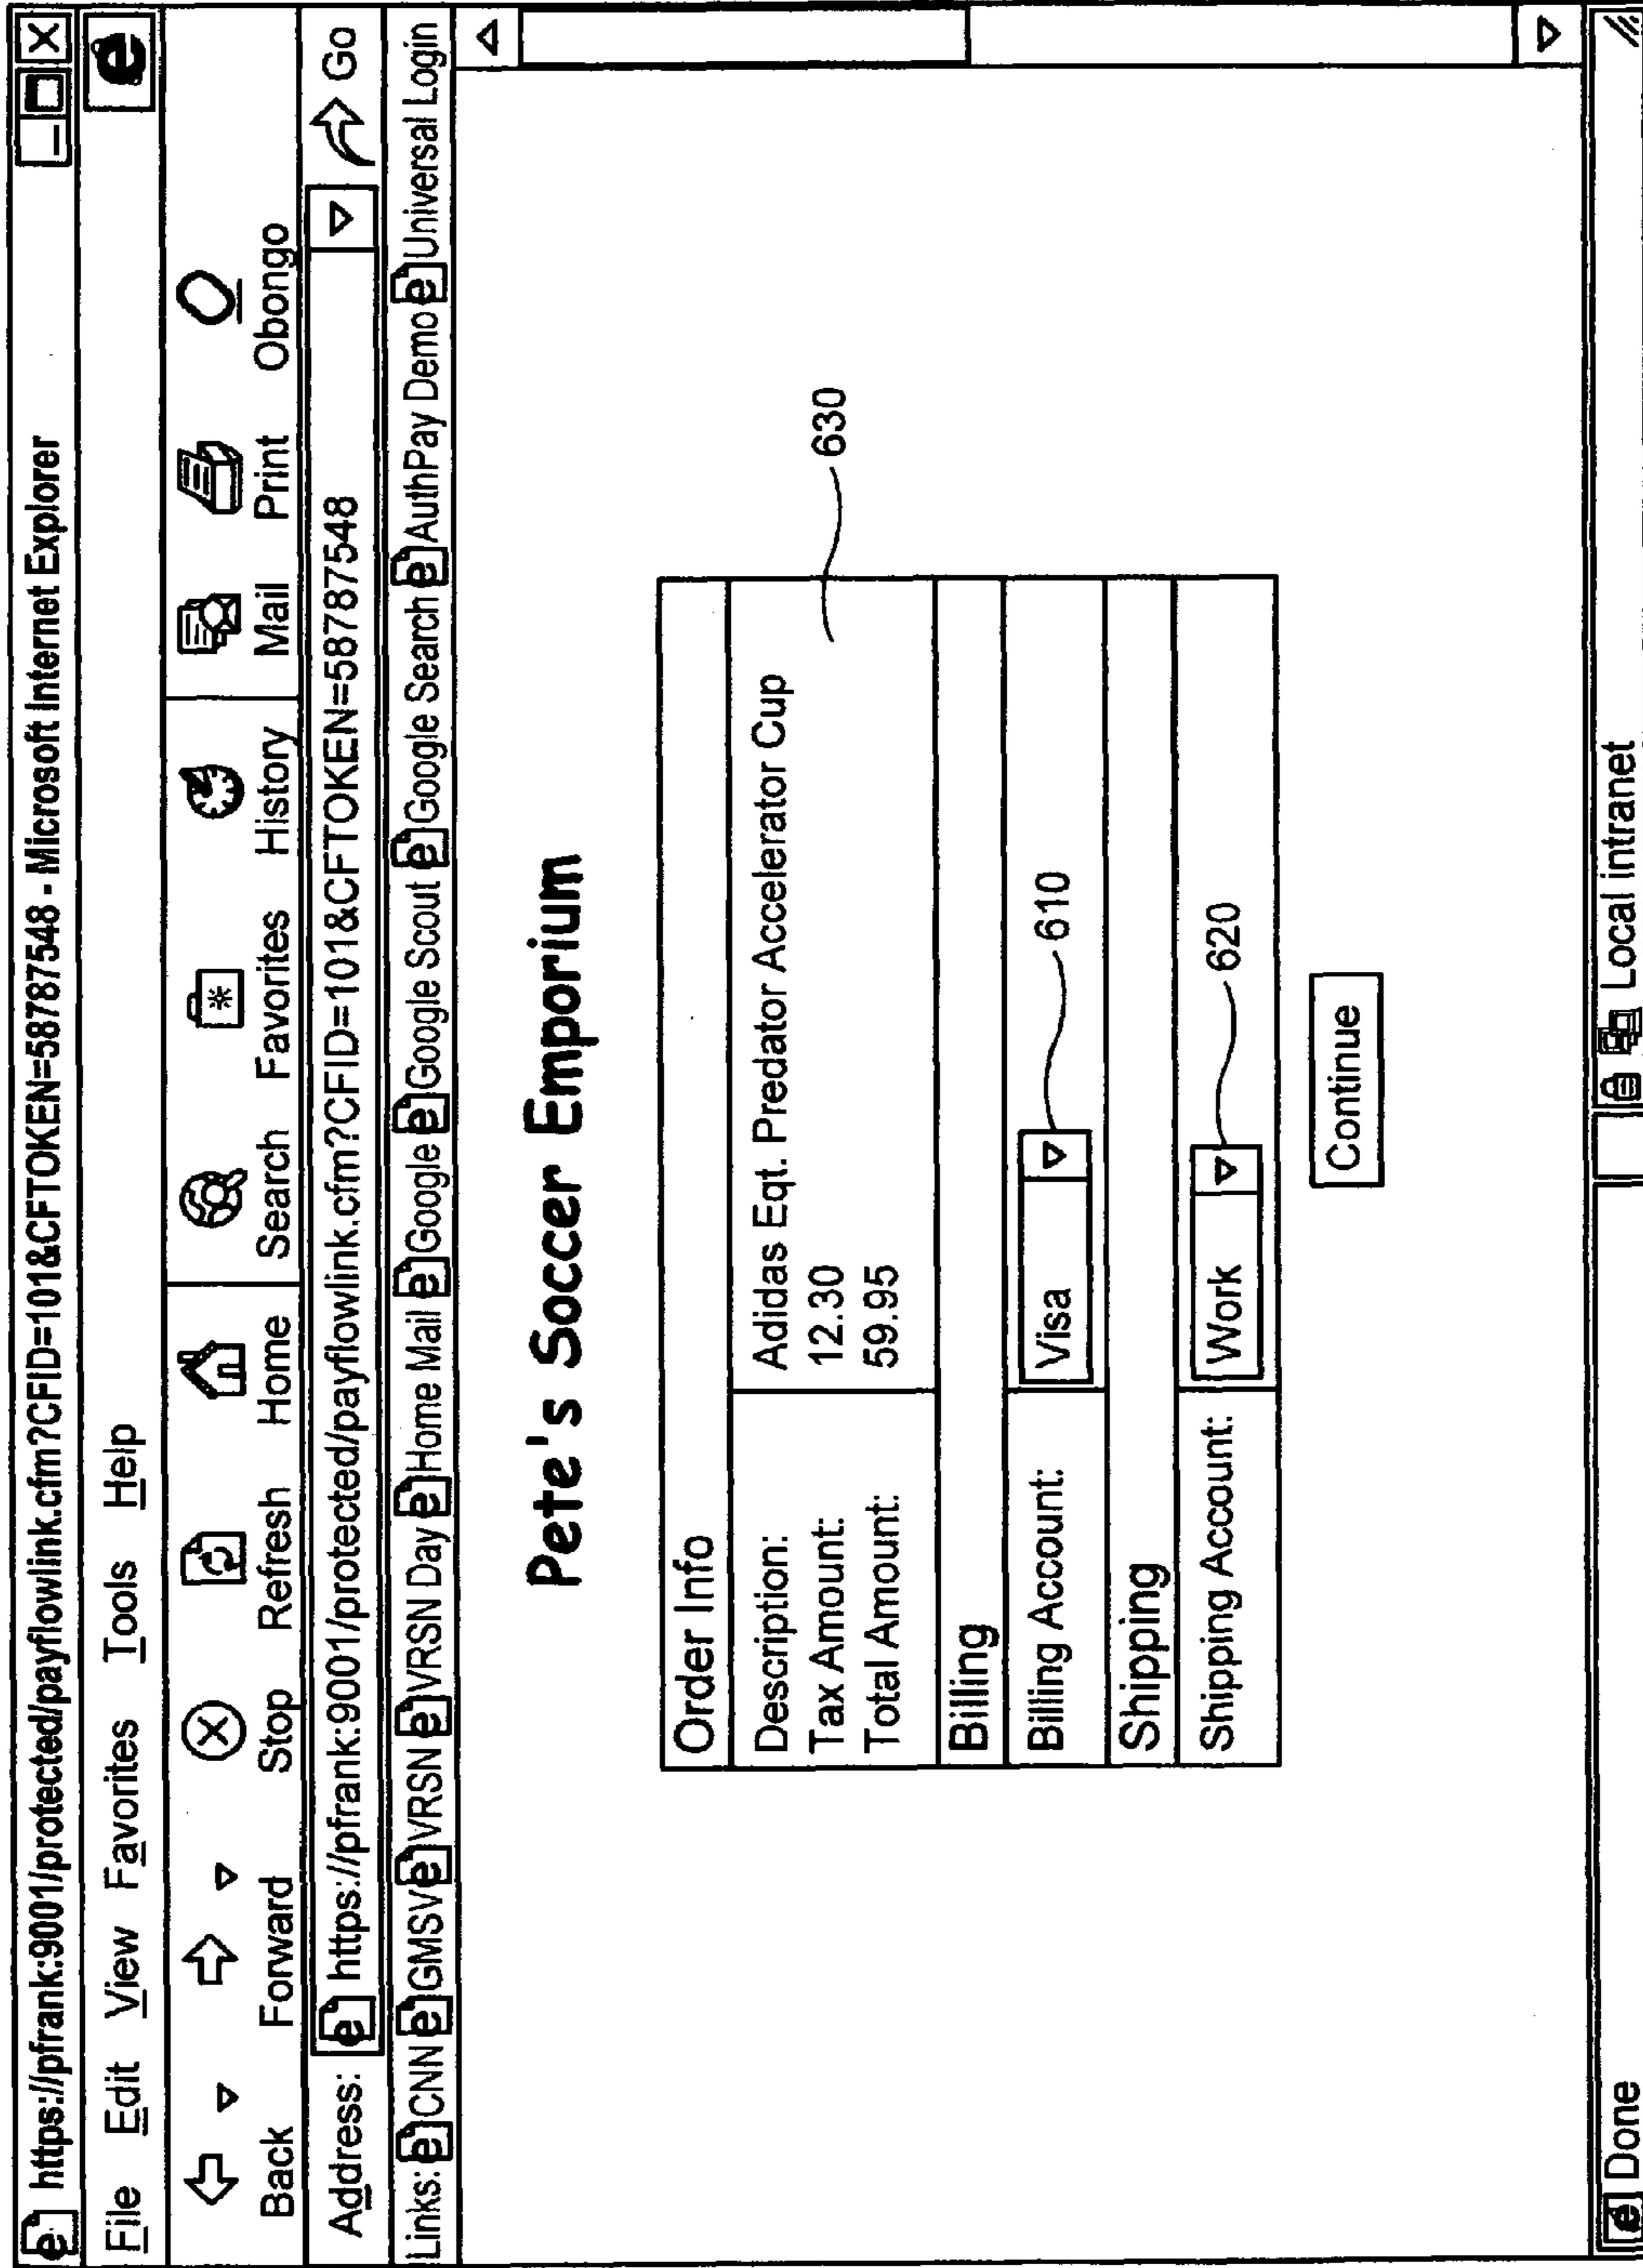 https://pfrank:9001/protected/payflowlink.cfm?CFID=101&CFTOKEN=58787548 - Microsoft Internet Explorer
File Edit View Favorites Tools Help
Back Forward Stop Refresh Home Search Favorites History Mail Print Obongo
Address: https://pfrank:9001/protected/payflowlink.cfm?CFID=101&CFTOKEN=58787548 Go
Links: CNN GMSV VRSN VRSN Day Home Mail Google Google Scout Google Search AuthPay Demo Universal Login
Pete's Soccer Emporium
Order Info
Description: Adidas Eqt. Predator Accelerator Cup
Tax Amount: 12.30
630
Total Amount: 59.95
Billing
Billing Account: Visa 610
Shipping
Shipping Account: Work 620
Continue
Done Local intranet